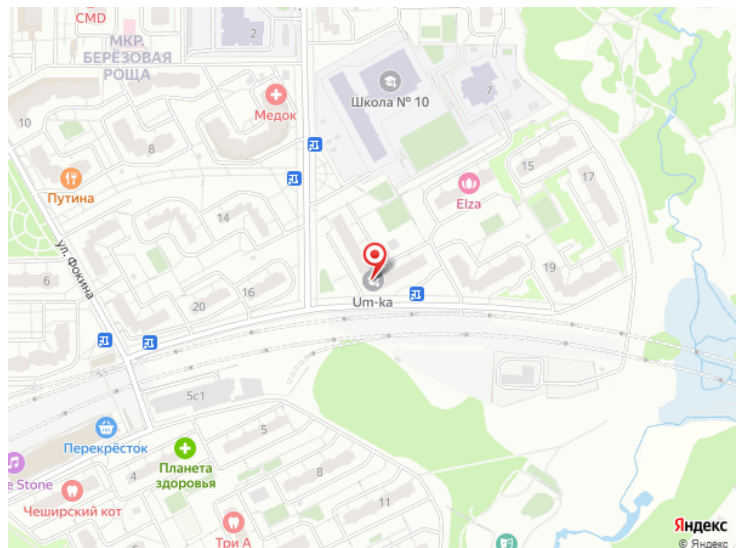 CMD
2
МКР.
БЕРЁЗОВАЯ
РОЩА
Медок
10
8
Школа № 10
7
15
17
Путина
Elza
14
ул. Фокина
6
16
20
19
Um-ka
5с1
Перекрёсток
5
Планета
здоровья
4
8
e Stone
Чеширский кот
11
Три А
Яндекс
© Яндекс